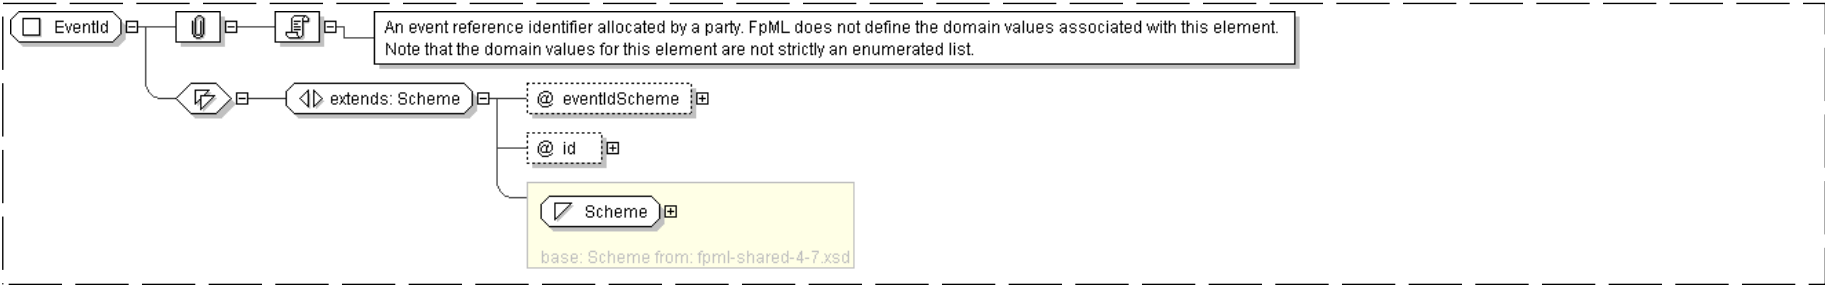 EventId
An event reference identifier allocated by a party. FpML does not define the domain values associated with this element.
Note that the domain values for this element are not strictly an enumerated list.
extends: Scheme
@ eventIdScheme
@ id
Scheme
base: Scheme from: fpml-shared-4-7.xsd